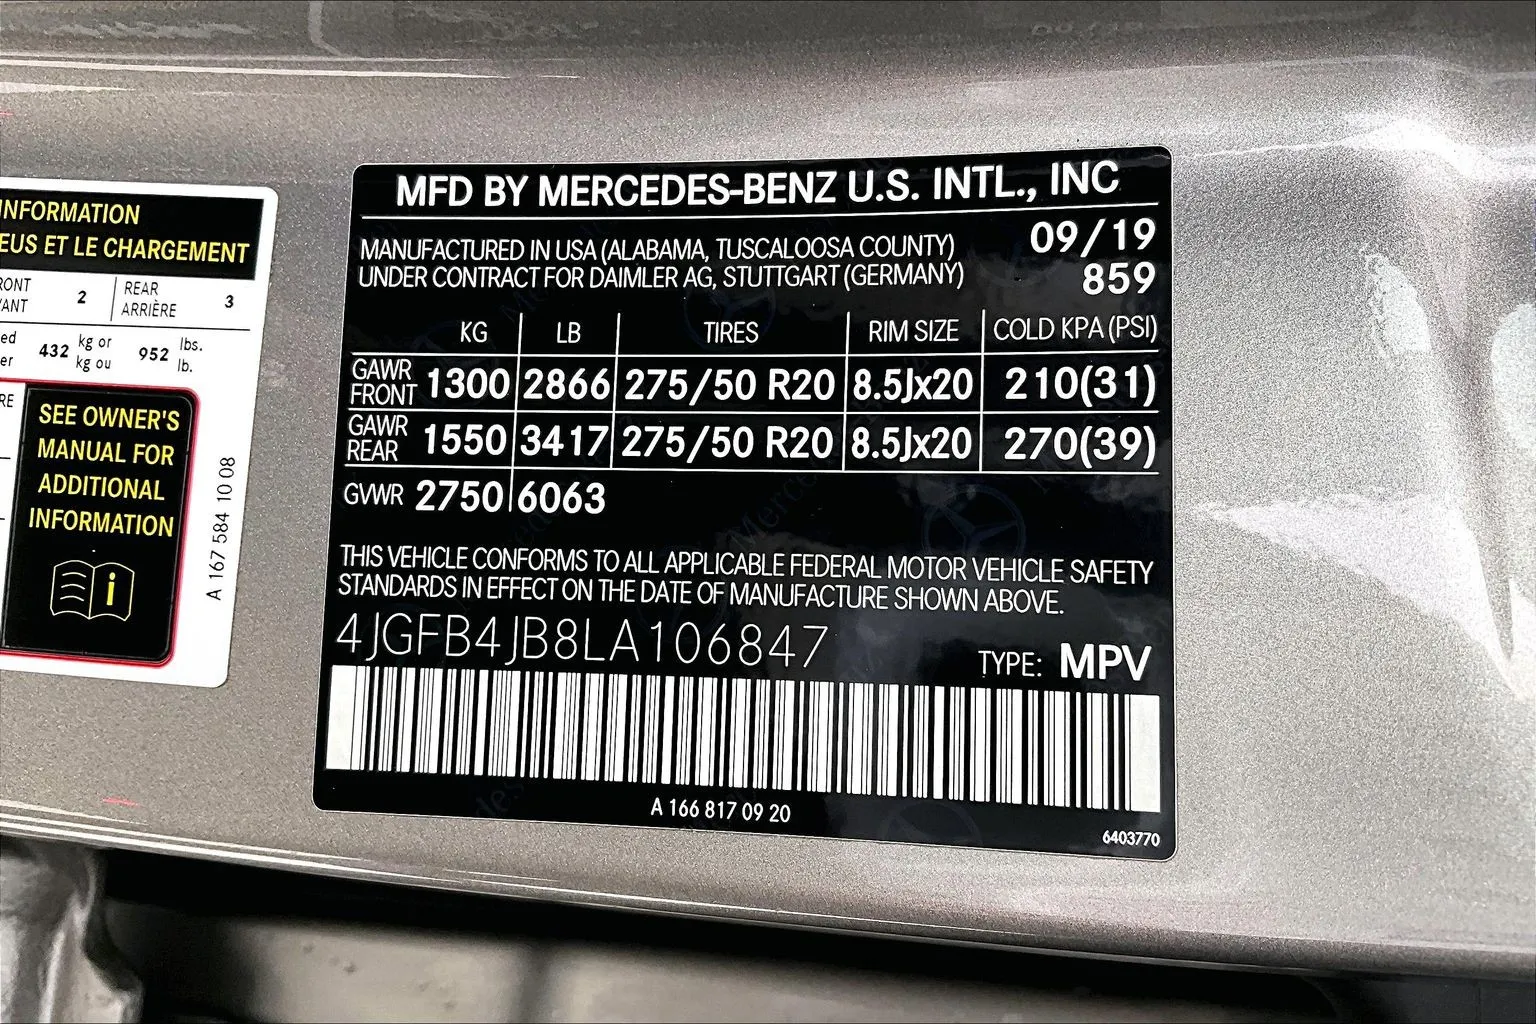 INFORMATION
EUS ET LE CHARGEMENT
RONT
VANT
2
REAR
ARRIÈRE
3
ed
er
432
kg or
kg ou
952
lbs.
lb.
RE
SEE OWNER'S
MANUAL FOR
ADDITIONAL
INFORMATION
i
A 167 584 10 08
MFD BY MERCEDES-BENZ U.S. INTL., INC
MANUFACTURED IN USA (ALABAMA, TUSCALOOSA COUNTY) 09/19
UNDER CONTRACT FOR DAIMLER AG, STUTTGART (GERMANY) 859
KG LB TIRES RIM SIZE COLD KPA (PSI)
GAWR FRONT 1300 2866 275/50 R20 8.5Jx20 210(31)
GAWR REAR 1550 3417 275/50 R20 8.5Jx20 270(39)
GVWR 2750 6063
THIS VEHICLE CONFORMS TO ALL APPLICABLE FEDERAL MOTOR VEHICLE SAFETY
STANDARDS IN EFFECT ON THE DATE OF MANUFACTURE SHOWN ABOVE.
4JGFB4JB8LA106847 TYPE: MPV
A 166 817 09 20
6403770